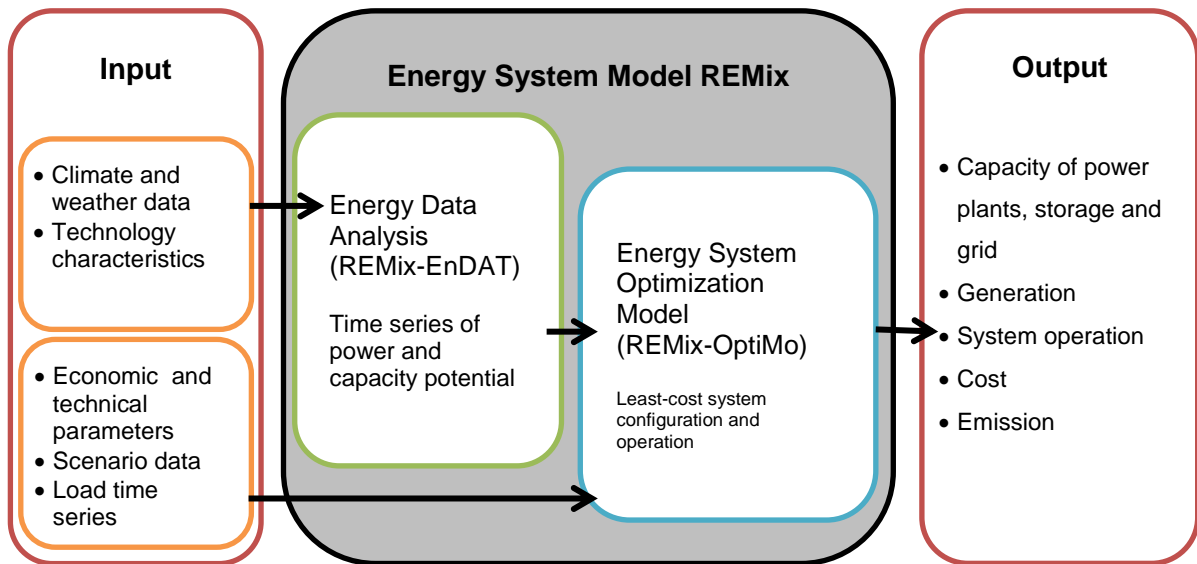 Input
• Climate and
weather data
• Technology
characteristics
• Economic and
technical
parameters
• Scenario data
• Load time
series
Energy System Model REMix
Energy Data
Analysis
(REMix-EnDAT)
Time series of
power and
capacity potential
Energy System
Optimization
Model
(REMix-OptiMo)
Least-cost system
configuration and
operation
Output
• Capacity of power
plants, storage and
grid
• Generation
• System operation
• Cost
• Emission